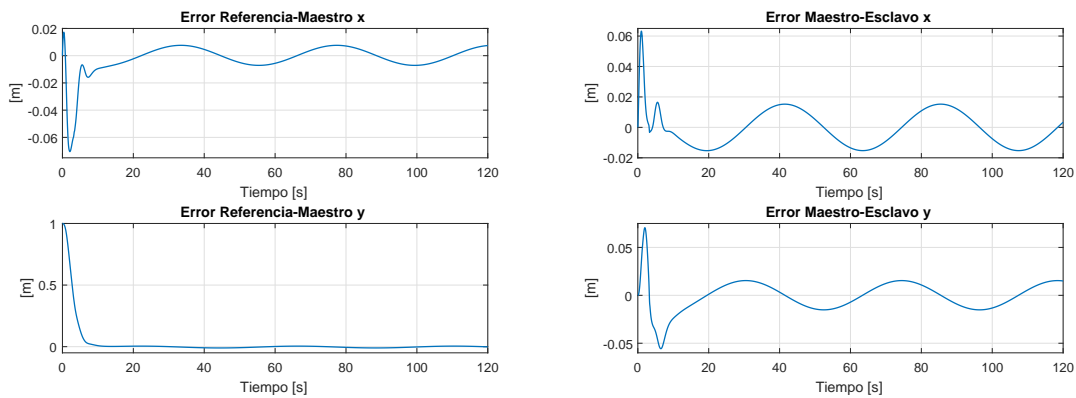 Error Referencia-Maestro x
0.02
0
-0.02
-0.04
-0.06
[m]
0 20 40 60 80 100 120
Tiempo [s]
Error Maestro-Esclavo x
0.06
0.04
0.02
0
-0.02
[m]
0 20 40 60 80 100 120
Tiempo [s]
Error Referencia-Maestro y
1
0.5
0
[m]
0 20 40 60 80 100 120
Tiempo [s]
Error Maestro-Esclavo y
0.05
0
-0.05
[m]
0 20 40 60 80 100 120
Tiempo [s]